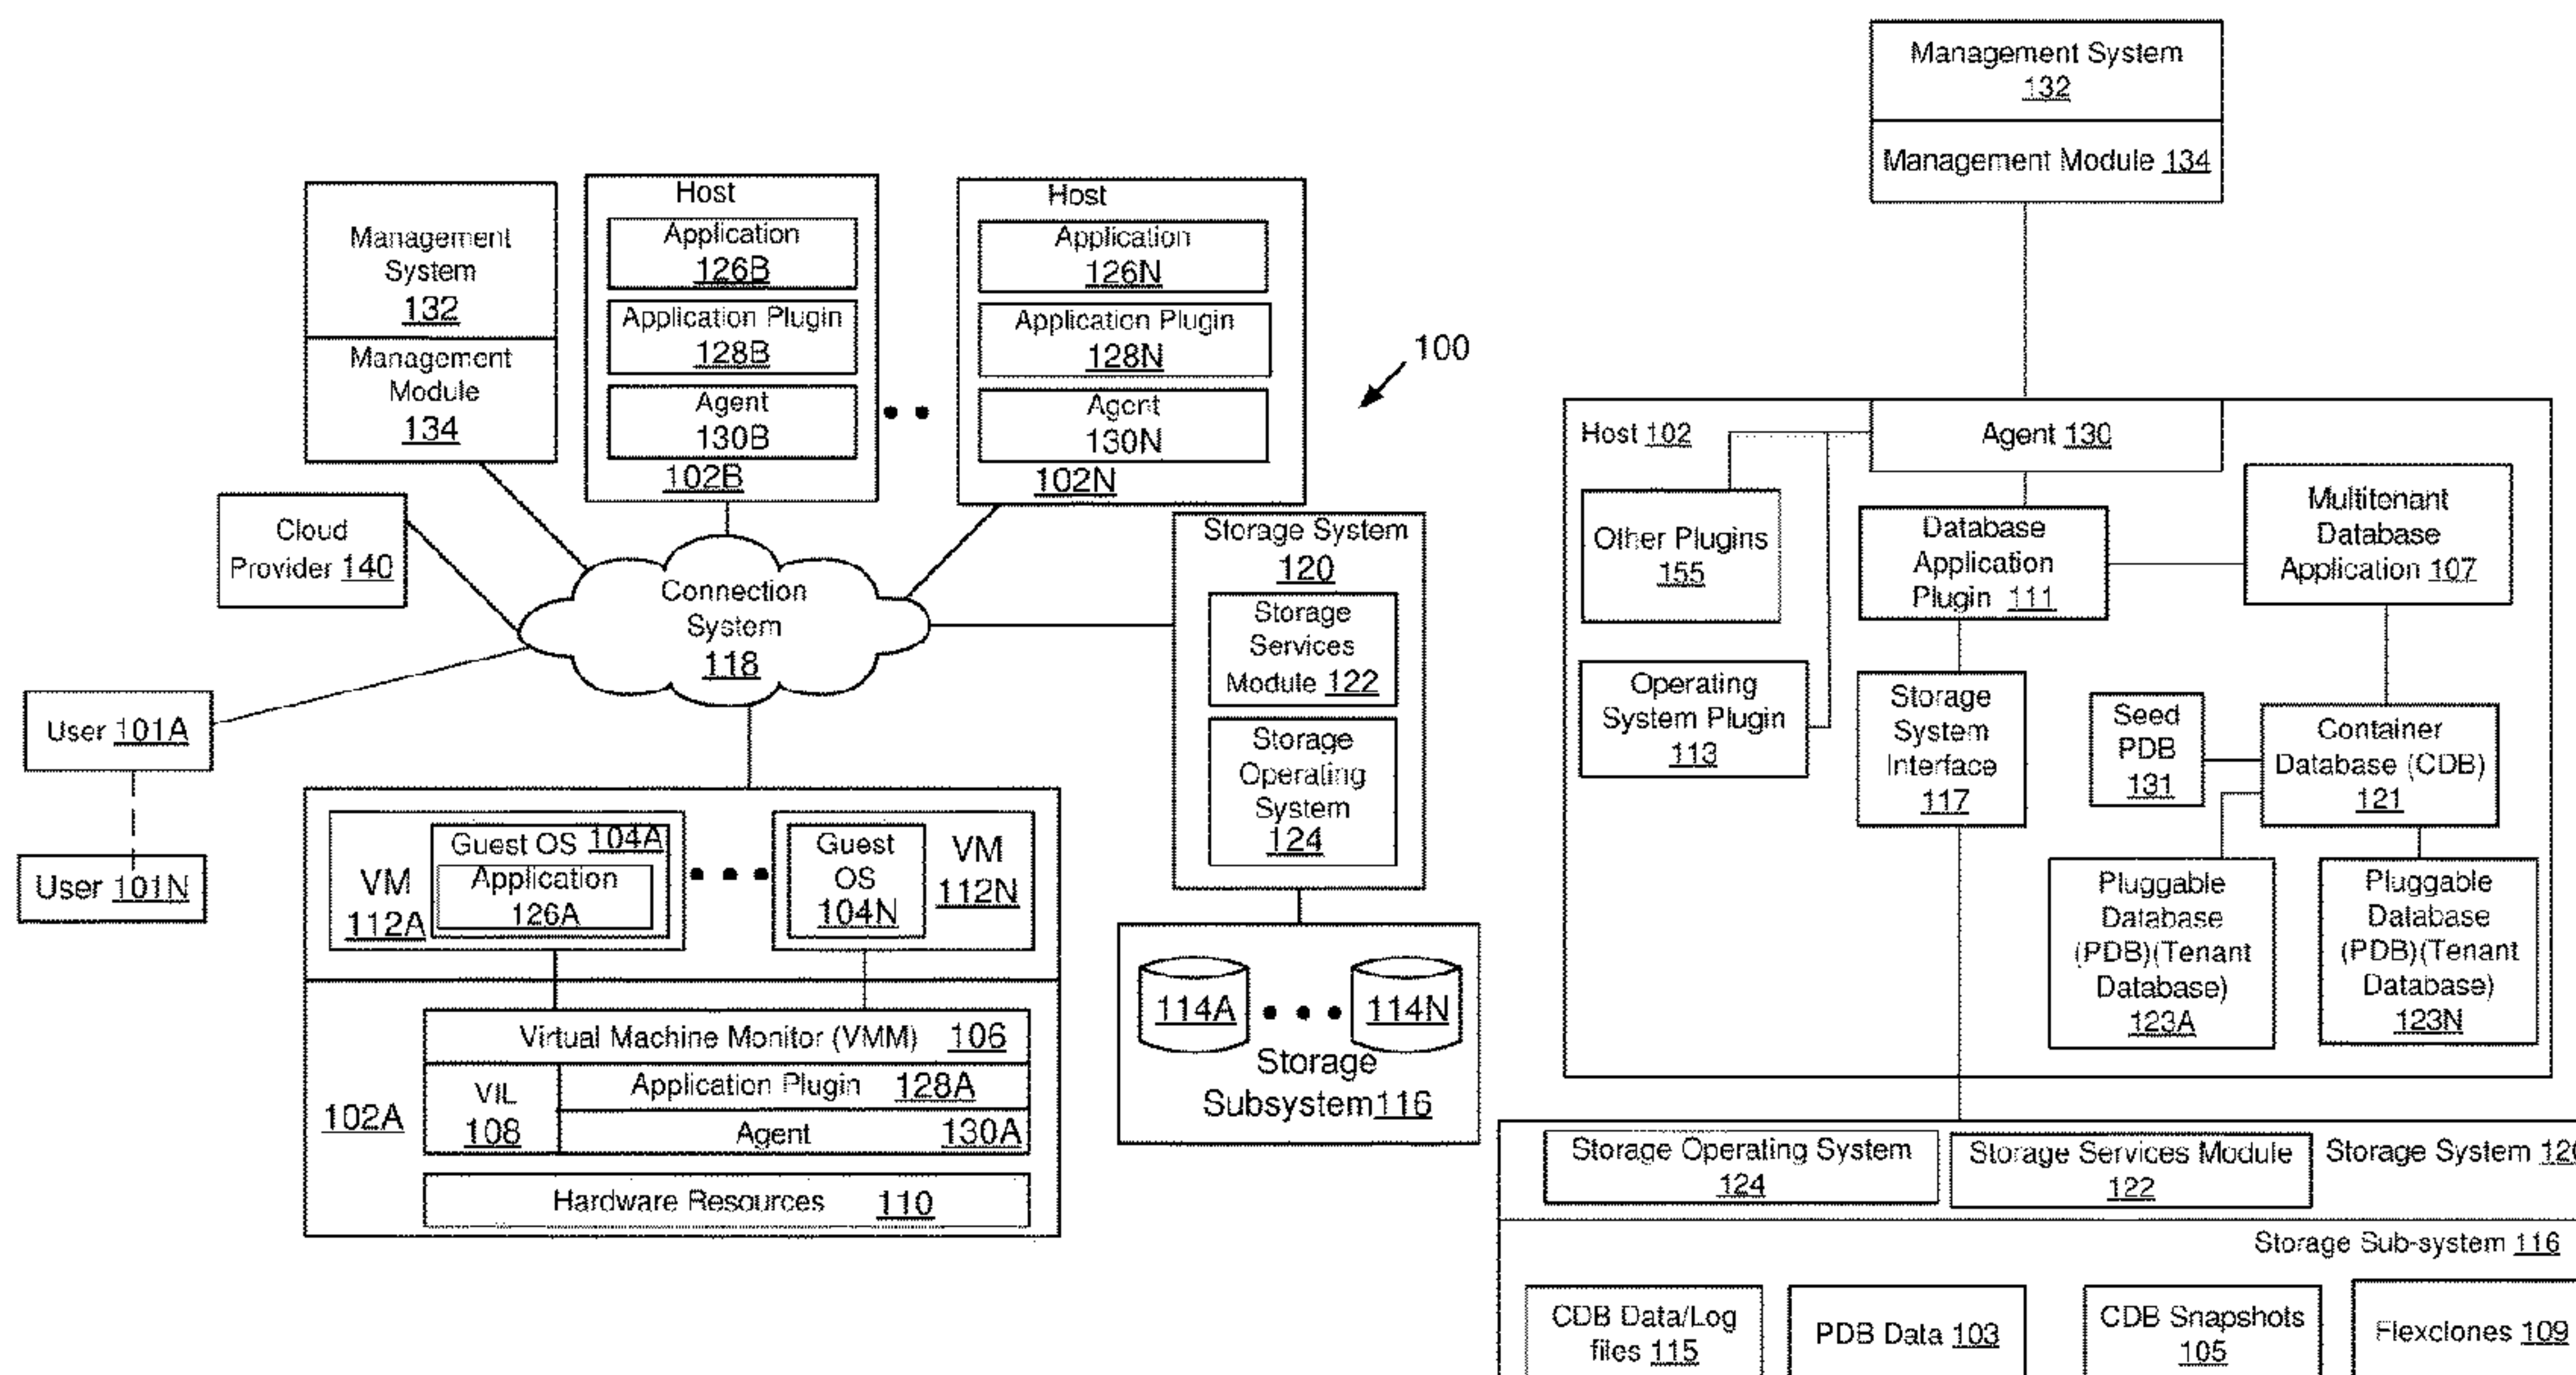 Management
System
132
Management
Module
134
Host
Application
126B
Application Plugin
128B
Agent
130B
102B
Host
Application
126N
Application Plugin
128N
Agent
130N
102N
100
Cloud
Provider 140
Connection
System
118
Storage System
120
Storage
Services
Module 122
Storage
Operating
System
124
User 101A
User 101N
Guest OS 104A
Application
126A
VM
112A
Guest
OS
104N
VM
112N
Virtual Machine Monitor (VMM) 106
VIL
108
Application Plugin 128A
Agent 130A
102A
Hardware Resources 110
114A
114N
Storage
Subsystem116
Management System
132
Management Module 134
Host 102
Agent 130
Other Plugins
155
Database
Application
Plugin 111
Multitenant
Database
Application 107
Operating
System Plugin
113
Storage
System
Interface
117
Seed
PDB
131
Container
Database (CDB)
121
Pluggable
Database
(PDB)(Tenant
Database)
123A
Pluggable
Database
(PDB)(Tenant
Database)
123N
Storage Operating System
124
Storage Services Module
122
Storage System
Storage Sub-system 116
CDB Data/Log
files 115
PDB Data 103
CDB Snapshots
105
Flexclones 109